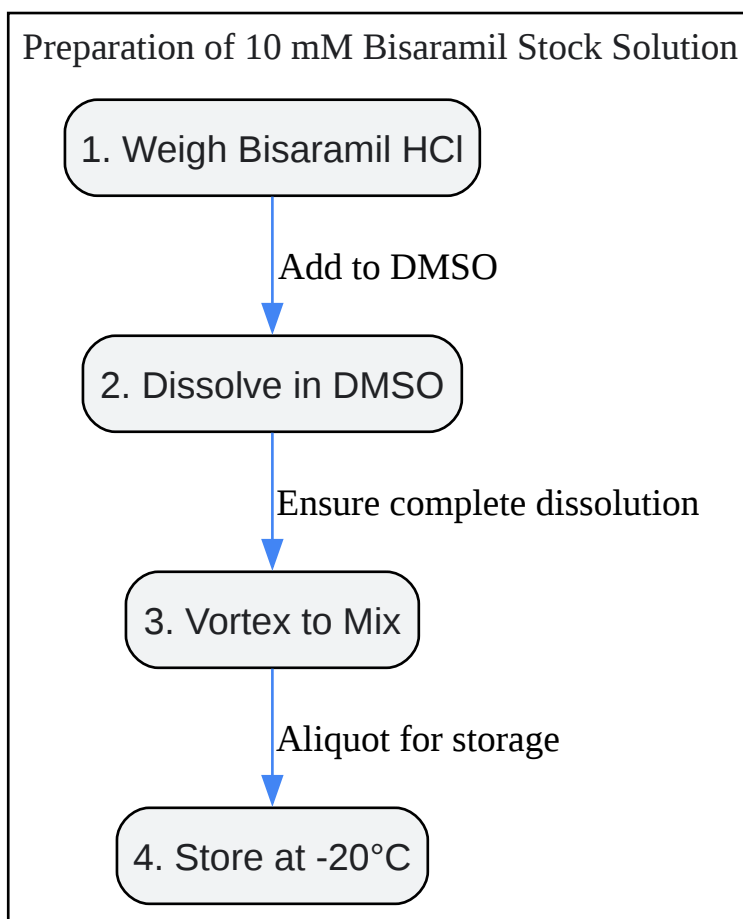 Preparation of 10 mM Bisaramil Stock Solution
1. Weigh Bisaramil HCl
Add to DMSO
2. Dissolve in DMSO
Ensure complete dissolution
3. Vortex to Mix
Aliquot for storage
4. Store at -20°C